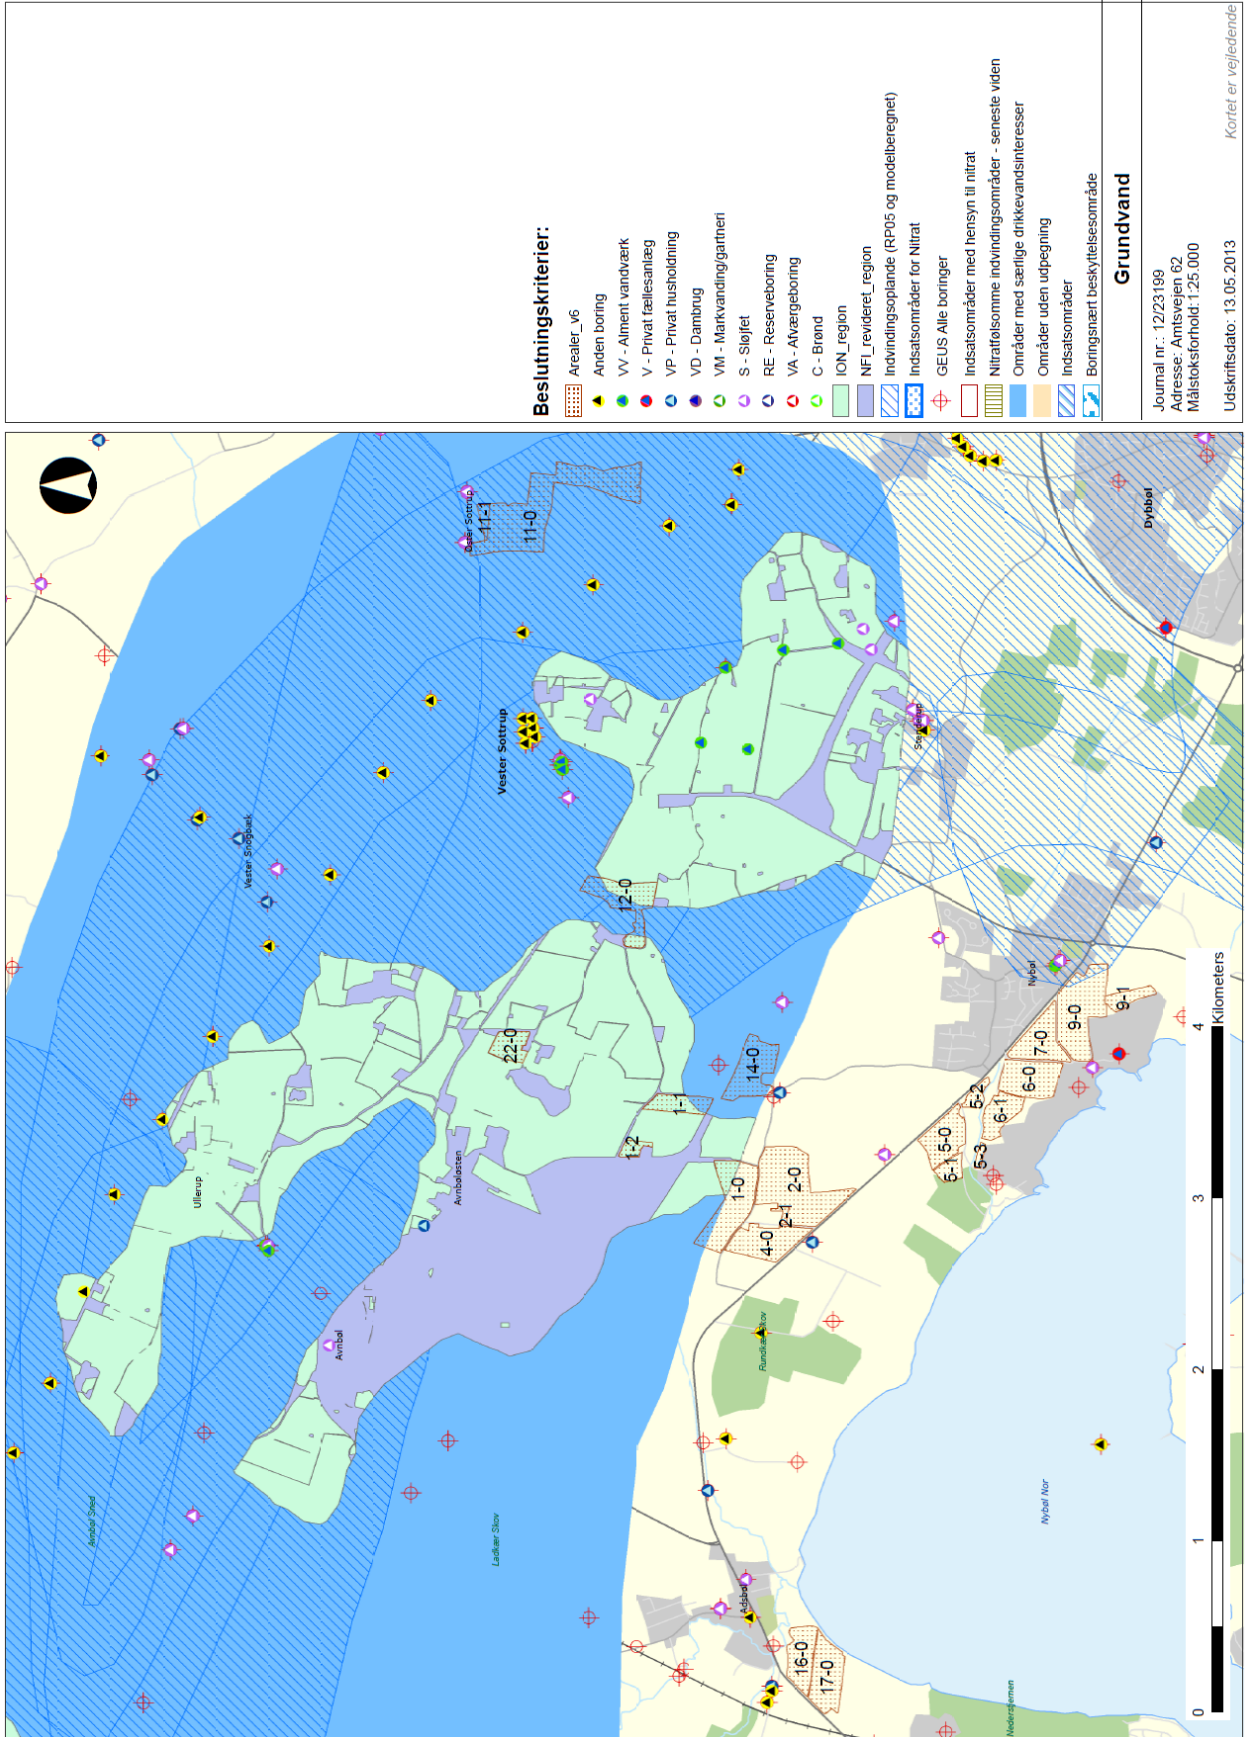 Beslutningskriterier:
Arealer_v6
Anden boring
VV - Alment vandværk
V - Privat fællesanlæg
VP - Privat husholdning
VD - Dambrug
VM - Markvanding/gartneri
S - Sløjfet
RE - Reserveboring
VA - Afværgeboring
C - Brønd
ION_region
NFI_revideret_region
Indvindingsoplande (RP05 og modelberegnet)
Indsatsområder for Nitrat
GEUS Alle boringer
Indsatsområder med hensyn til nitrat
Nitratfølsomme indvindingsområder - seneste viden
Områder med særlige drikkevandsinteresser
Områder uden udpegning
Indsatsområder
Boringsnært beskyttelsesområde
Grundvand
Journal nr.: 12/23199
Adresse: Amtsvejen 62
Målstoksforhold:1:25.000
Udskriftsdato: 13.05.2013
Kortet er vejledende
Avnbøl Sned
Ullerup
Vester Snogbæk
Avnbøl
Avnbøløsten
Øster Sottrup
11-1
11-0
Vester Sottrup
Ladkær Skov
22-0
12-0
1-2
1-1
1-0
14-0
2-0
2-1
4-0
Rundkær Skov
Adsbøl
16-0
17-0
Stenderup
Dybbøl
Nybøl
5-0
5-1
5-2
5-3
6-0
6-1
7-0
9-0
9-1
Nybøl Nor
Nederstjernen
0
1
2
3
4
Kilometers